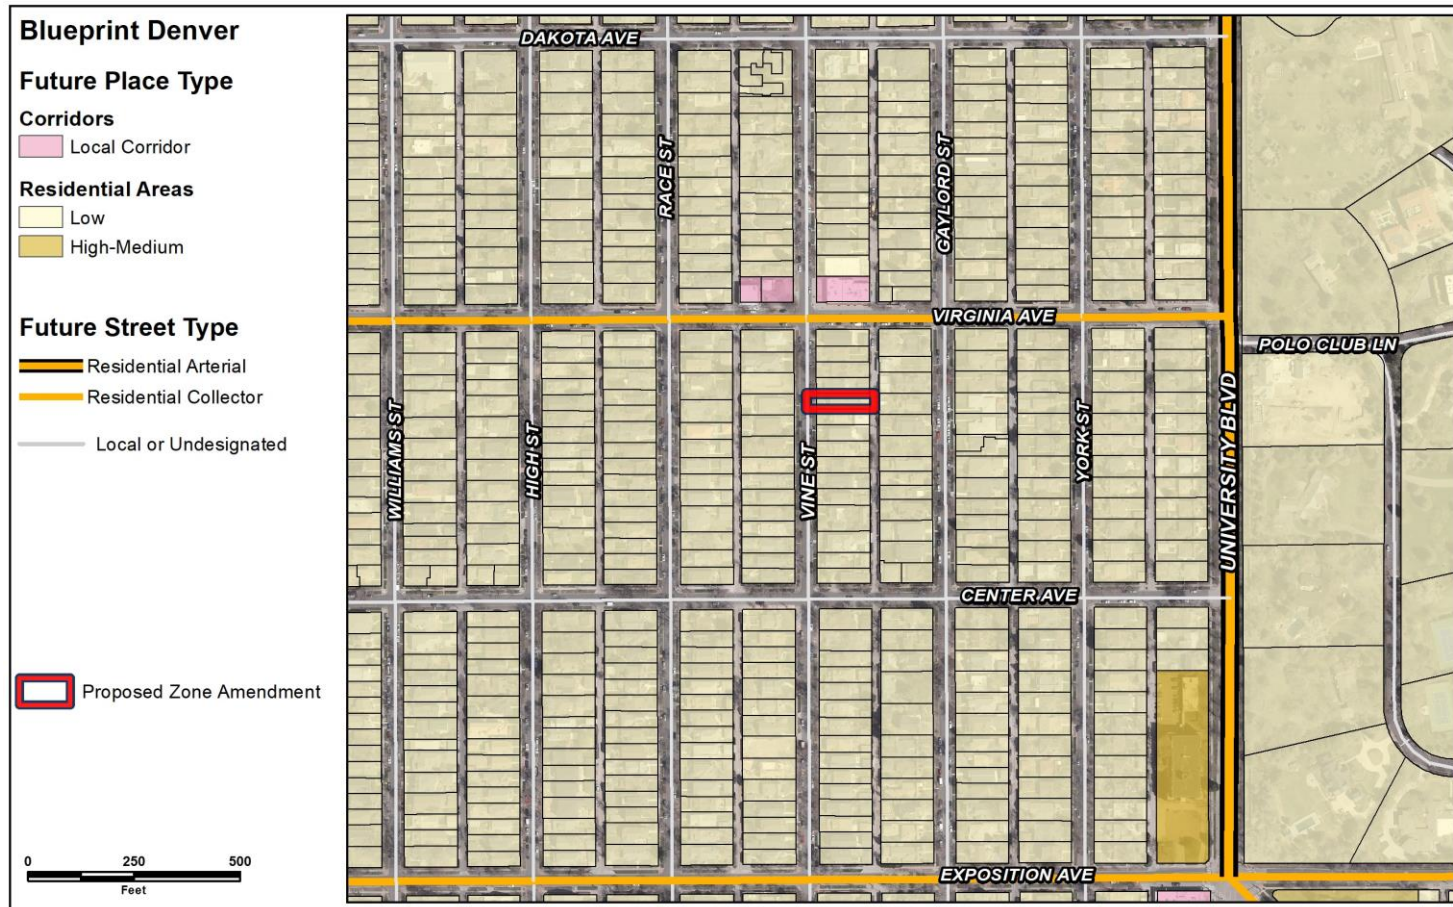 Blueprint Denver
Future Place Type
Corridors
Local Corridor
Residential Areas
Low
High-Medium
Future Street Type
Residential Arterial
Residential Collector
Local or Undesignated
Proposed Zone Amendment
0 250 500
Feet
DAKOTA AVE
RACE ST
GAYLORD ST
VIRGINIA AVE
POLO CLUB LN
WILLIAMS ST
HIGH ST
VINE ST
YORK ST
UNIVERSITY BLVD
CENTER AVE
EXPOSITION AVE